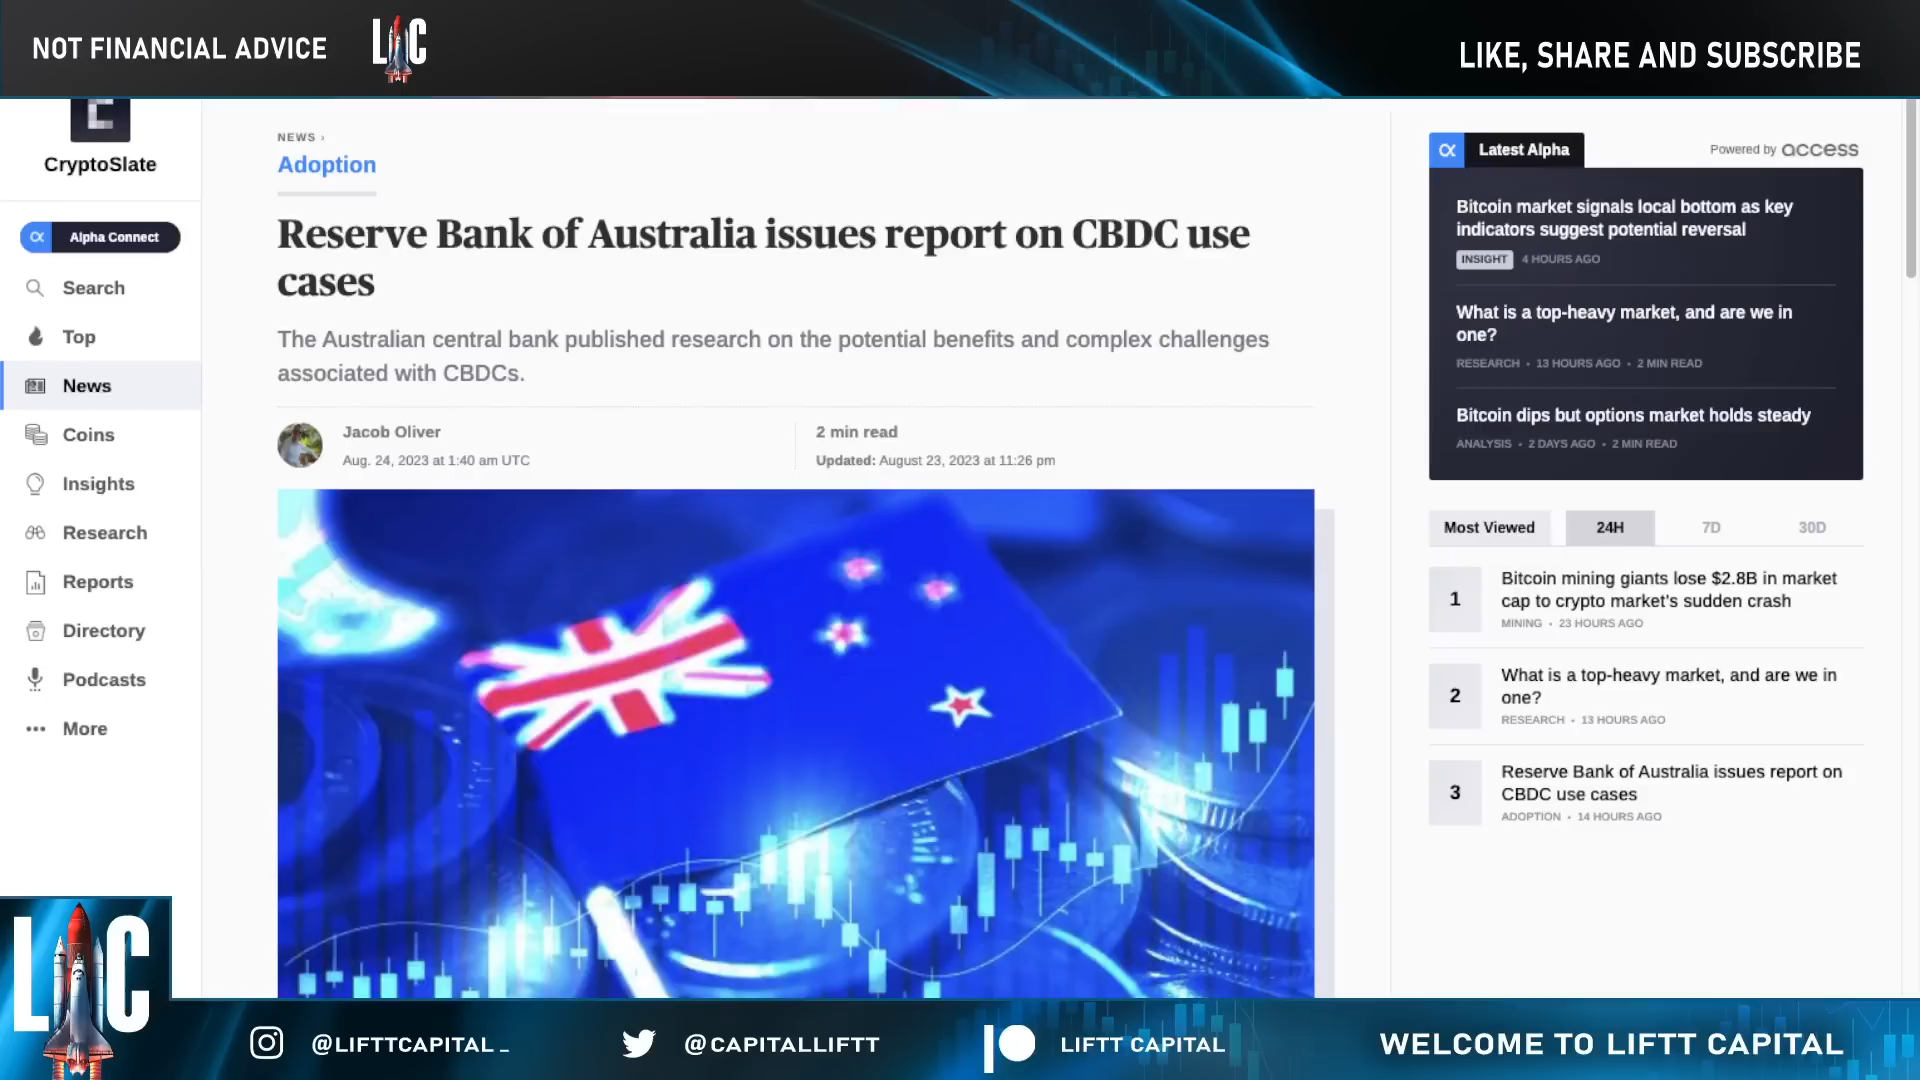 NOT FINANCIAL ADVICE
LC
LIKE, SHARE AND SUBSCRIBE
CryptoSlate
Alpha Connect
Search
Top
News
Coins
Insights
Research
Reports
Directory
Podcasts
More
NEWS ›
Adoption
Reserve Bank of Australia issues report on CBDC use
cases
The Australian central bank published research on the potential benefits and complex challenges
associated with CBDCs.
Jacob Oliver
Aug. 24, 2023 at 1:40 am UTC
2 min read
Updated: August 23, 2023 at 11:26 pm
α Latest Alpha
Powered by access
Bitcoin market signals local bottom as key
indicators suggest potential reversal
INSIGHT 4 HOURS AGO
What is a top-heavy market, and are we in
one?
RESEARCH • 13 HOURS AGO • 2 MIN READ
Bitcoin dips but options market holds steady
ANALYSIS • 2 DAYS AGO • 2 MIN READ
Most Viewed 24H 7D 30D
1
Bitcoin mining giants lose $2.8B in market
cap to crypto market's sudden crash
MINING • 23 HOURS AGO
2
What is a top-heavy market, and are we in
one?
RESEARCH • 13 HOURS AGO
3
Reserve Bank of Australia issues report on
CBDC use cases
ADOPTION • 14 HOURS AGO
LC
@LIFTTCAPITAL_
@CAPITALLIFTT
LIFTT CAPITAL
WELCOME TO LIFTT CAPITAL